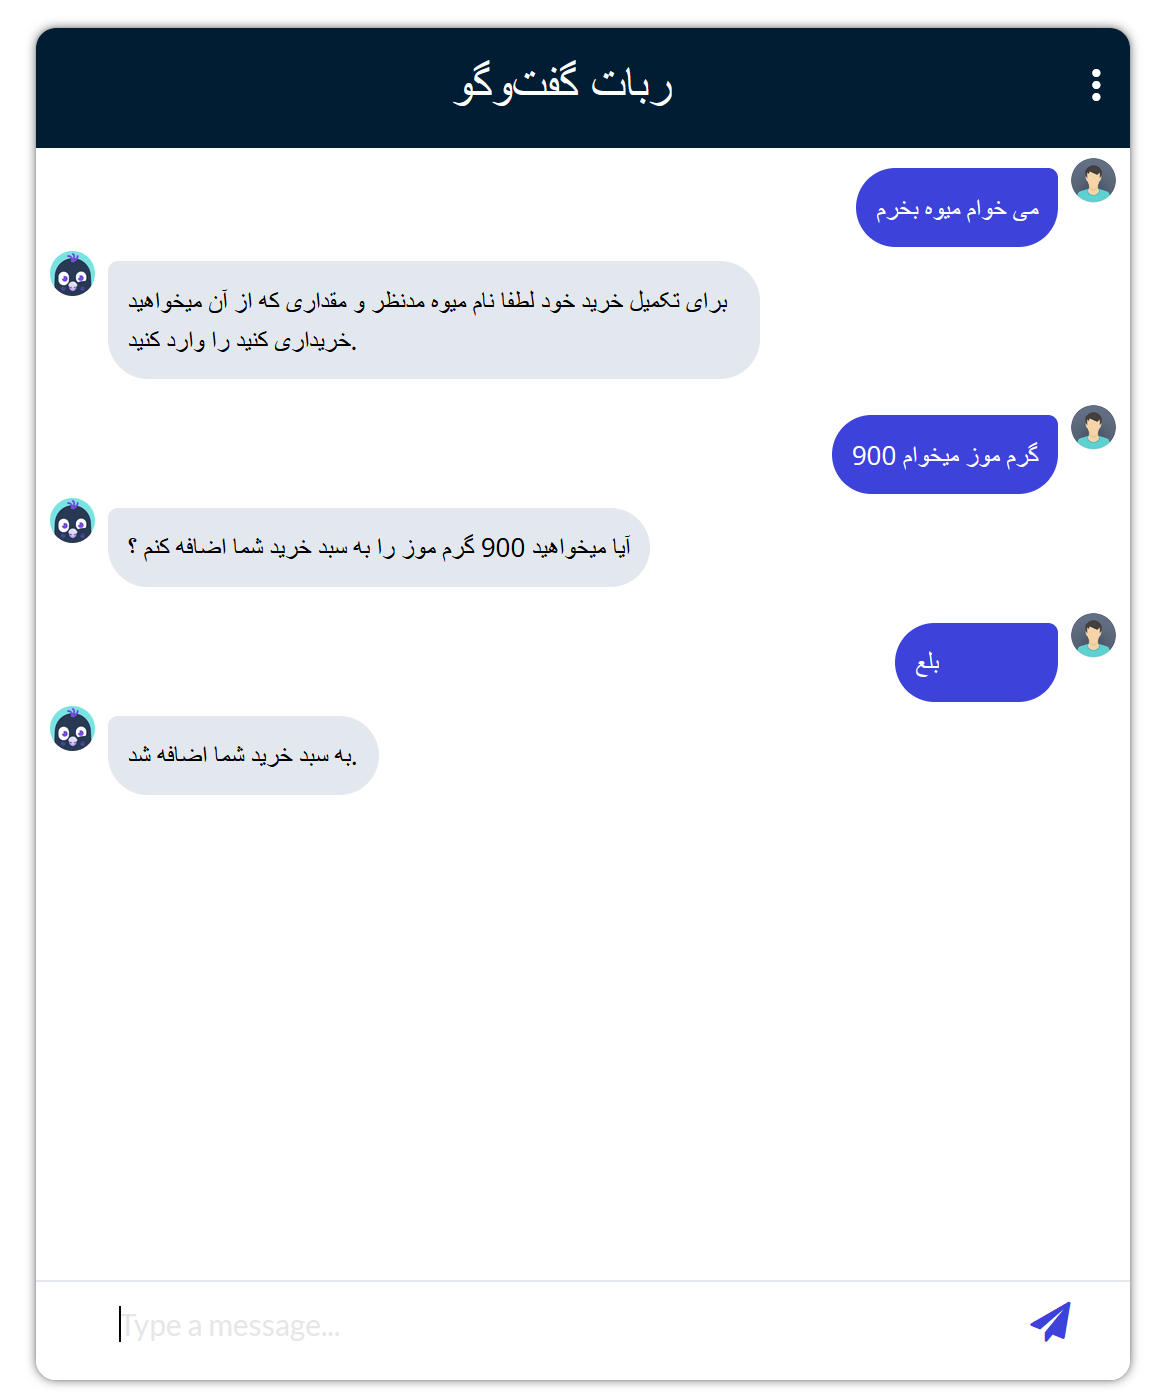 ربات گفت‌وگو
می خوام میوه بخرم
برای تکمیل خرید خود لطفا نام میوه مدنظر و مقداری که از آن میخواهید
خریداری کنید را وارد کنید.
900 گرم موز میخوام
آیا میخواهید 900 گرم موز را به سبد خرید شما اضافه کنم ؟
بلع
به سبد خرید شما اضافه شد.
Type a message...